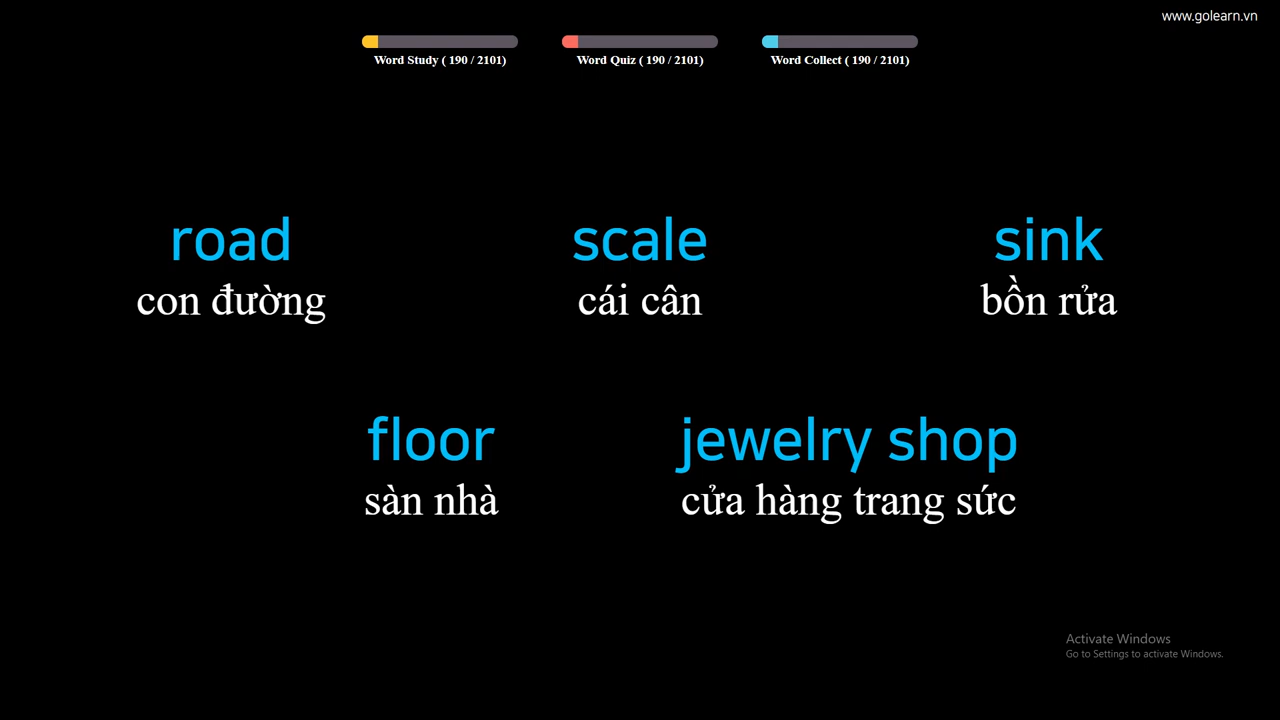 www.golearn.vn
Word Study ( 190 / 2101)
Word Quiz ( 190 / 2101)
Word Collect ( 190 / 2101)
road
scale
sink
con đường
cái cân
bồn rửa
floor
jewelry shop
sàn nhà
cửa hàng trang sức
Activate Windows
Go to Settings to activate Windows.